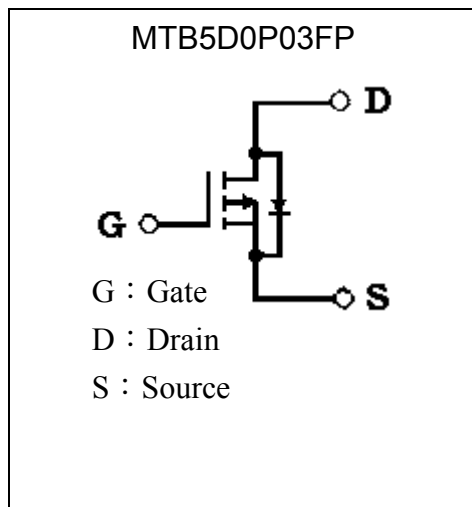 MTB5D0P03FP
D
G
S
G：Gate
D：Drain
S：Source